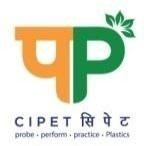 पP
CIPET सिपेट
probe • perform • practice • Plastics